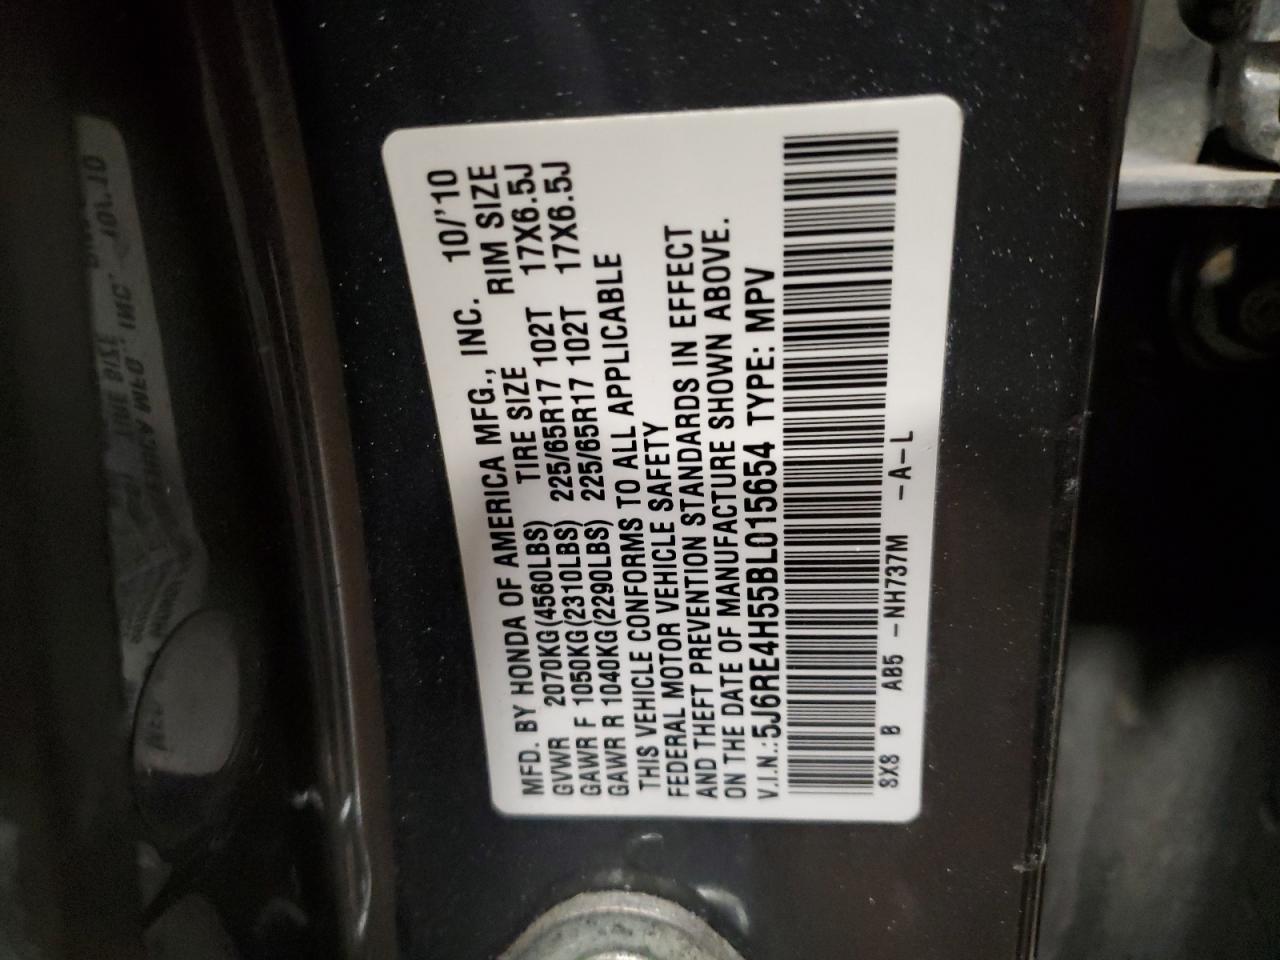 MFD. BY HONDA OF AMERICA MFG., INC. 10/'10
GVWR 2070KG(4560LBS) TIRE SIZE RIM SIZE
GAWR F 1050KG(2310LBS) 225/65R17 102T 17X6.5J
GAWR R 1040KG(2290LBS) 225/65R17 102T 17X6.5J
THIS VEHICLE CONFORMS TO ALL APPLICABLE
FEDERAL MOTOR VEHICLE SAFETY
AND THEFT PREVENTION STANDARDS IN EFFECT
ON THE DATE OF MANUFACTURE SHOWN ABOVE.
V.I.N.:5J6RE4H55BL015654 TYPE: MPV
8X8 B AB5 -NH737M -A-L